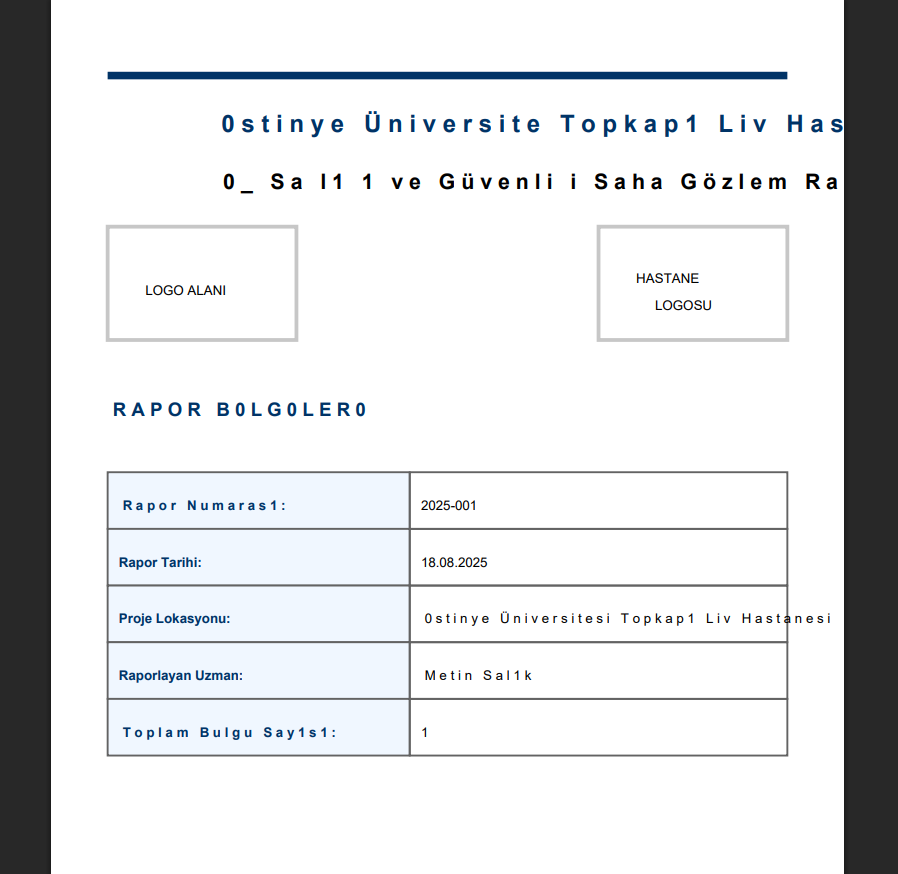 0stinye Üniversite Topkap1 Liv Has
0_ Sa l1 1 ve Güvenli i Saha Gözlem Ra
LOGO ALANI
HASTANE
LOGOSU
RAPOR B0LG0LER0
Rapor Numaras1: 2025-001
Rapor Tarihi: 18.08.2025
Proje Lokasyonu: 0stinye Üniversitesi Topkap1 Liv Hastanesi
Raporlayan Uzman: Metin Sal1k
Toplam Bulgu Say1s1: 1